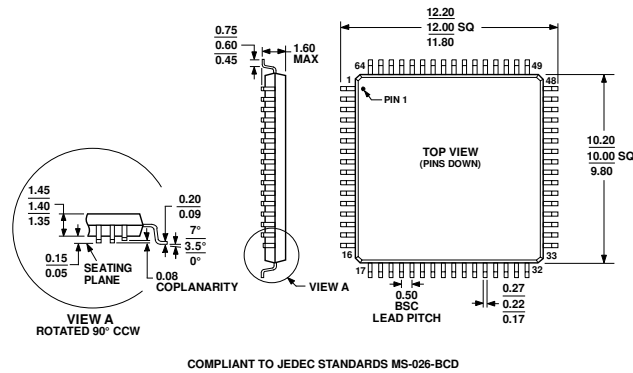 12.20
12.00 SQ
11.80
0.75
0.60
0.45
1.60
MAX
64
49
1
48
PIN 1
TOP VIEW
(PINS DOWN)
10.20
10.00 SQ
9.80
1.45
1.40
1.35
0.20
0.09
7°
3.5°
0°
0.15
0.05
SEATING
PLANE
0.08
COPLANARITY
VIEW A
16
33
17
32
VIEW A
ROTATED 90° CCW
0.50
BSC
LEAD PITCH
0.27
0.22
0.17
COMPLIANT TO JEDEC STANDARDS MS-026-BCD